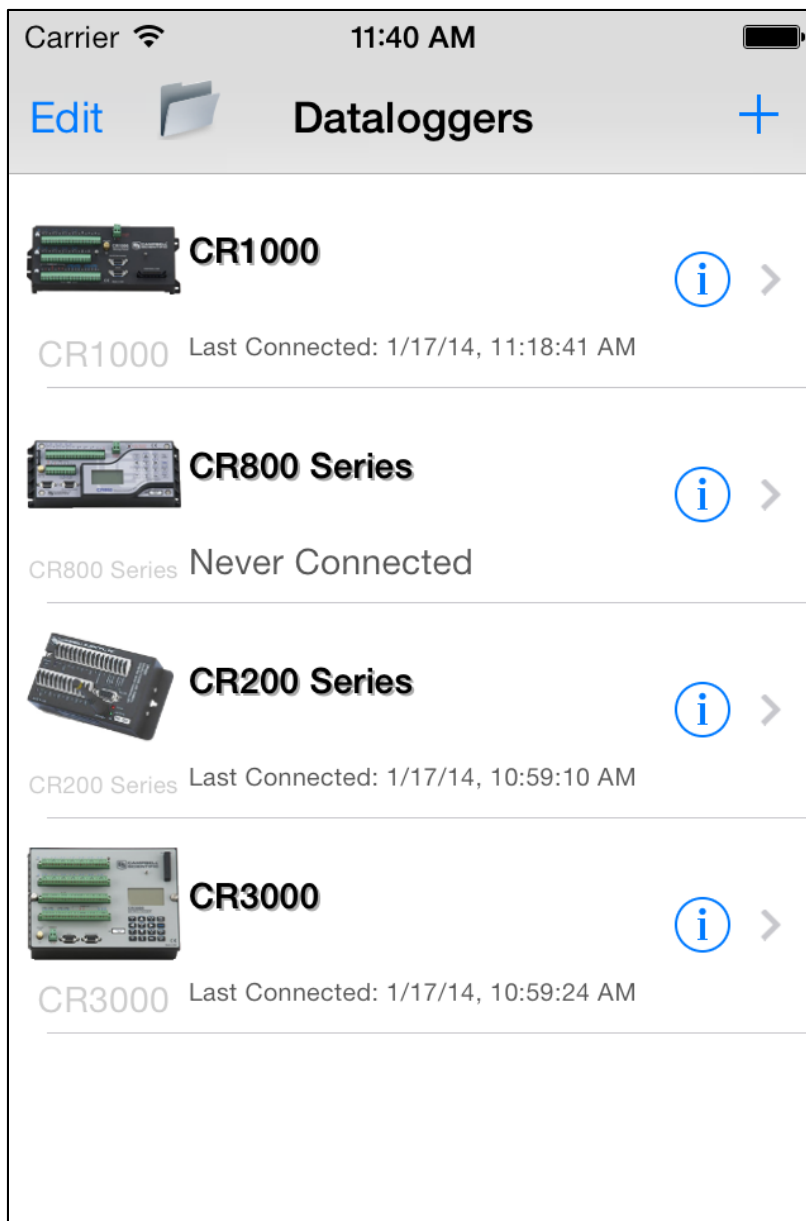 Carrier 11:40 AM
Edit Dataloggers +
CR1000
CR1000 Last Connected: 1/17/14, 11:18:41 AM
CR800 Series
CR800 Series Never Connected
CR200 Series
CR200 Series Last Connected: 1/17/14, 10:59:10 AM
CR3000
CR3000 Last Connected: 1/17/14, 10:59:24 AM